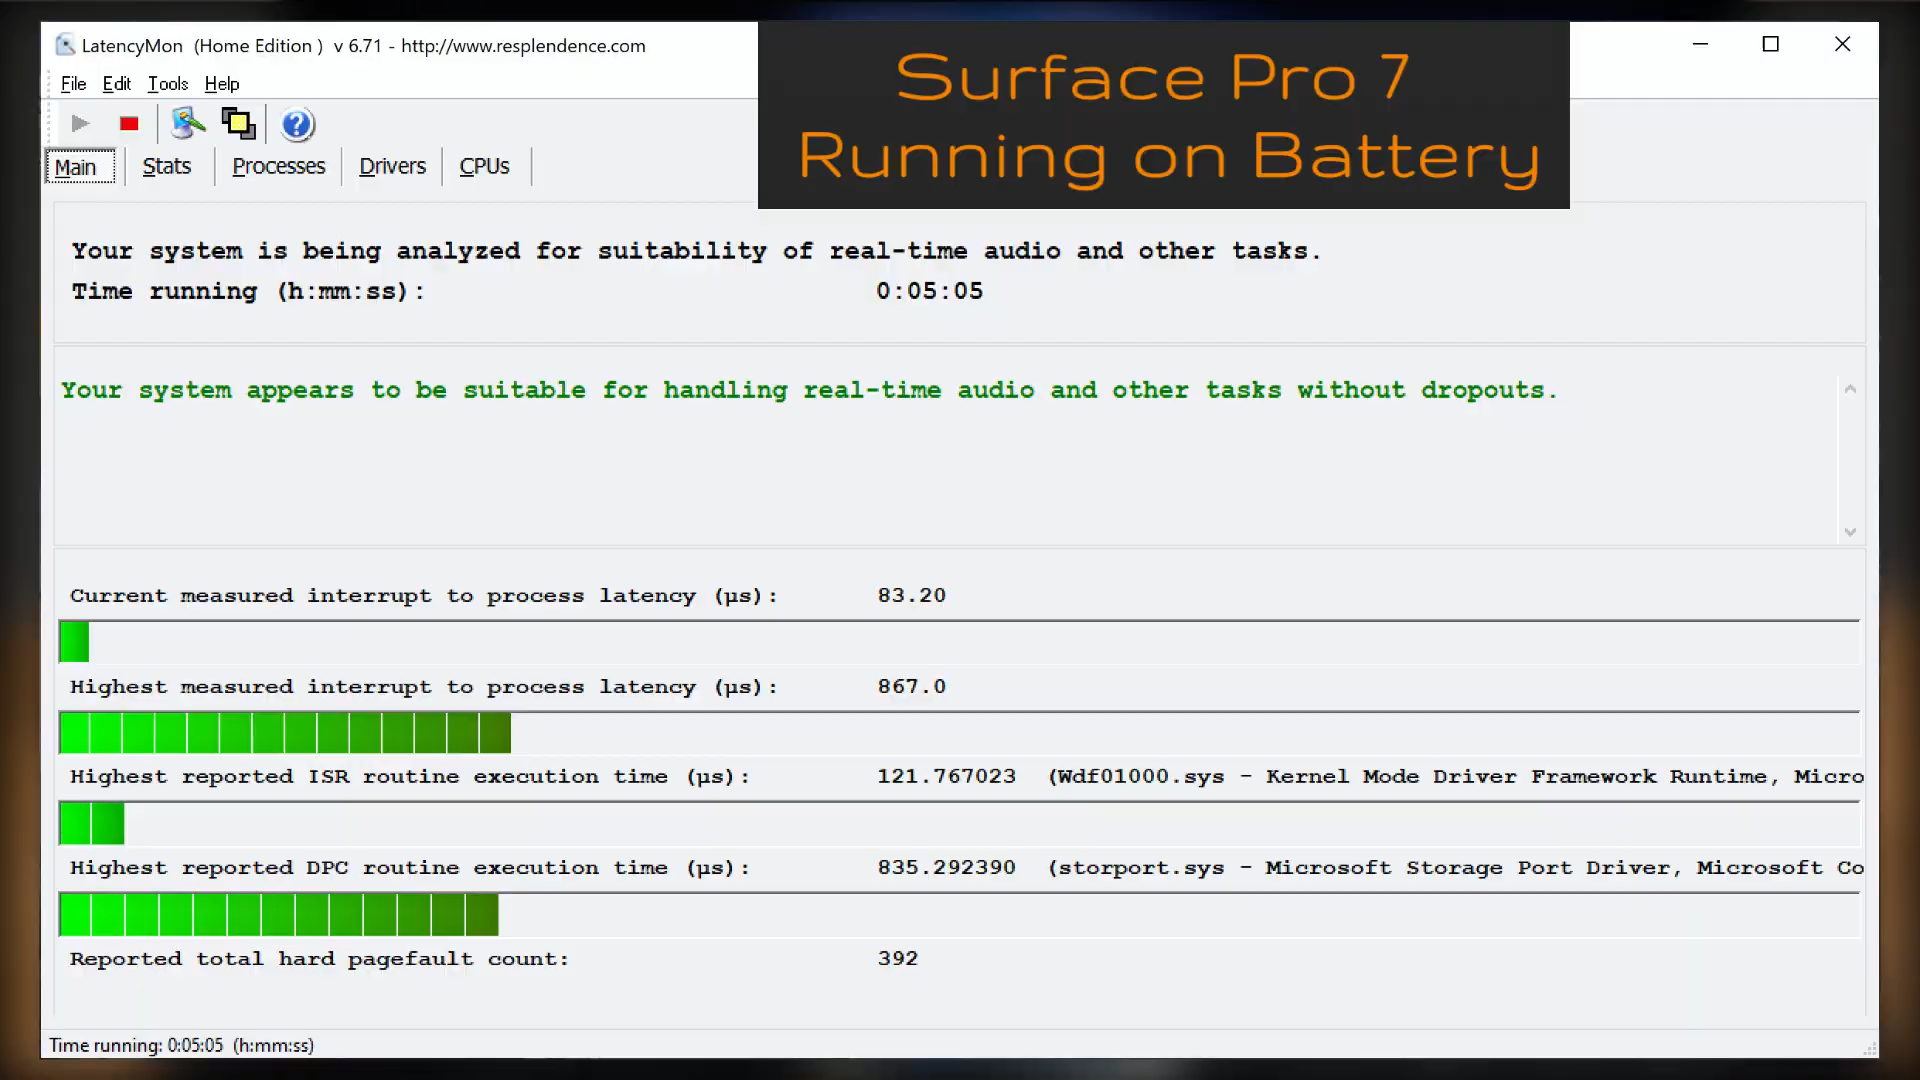 LatencyMon (Home Edition ) v 6.71 - http://www.resplendence.com
Surface Pro 7
Running on Battery
File Edit Tools Help
Main Stats Processes Drivers CPUs
Your system is being analyzed for suitability of real-time audio and other tasks.
Time running (h:mm:ss): 0:05:05
Your system appears to be suitable for handling real-time audio and other tasks without dropouts.
Current measured interrupt to process latency (µs): 83.20
Highest measured interrupt to process latency (µs): 867.0
Highest reported ISR routine execution time (µs): 121.767023 (Wdf01000.sys - Kernel Mode Driver Framework Runtime, Micro
Highest reported DPC routine execution time (µs): 835.292390 (storport.sys - Microsoft Storage Port Driver, Microsoft Co
Reported total hard pagefault count: 392
Time running: 0:05:05 (h:mm:ss)